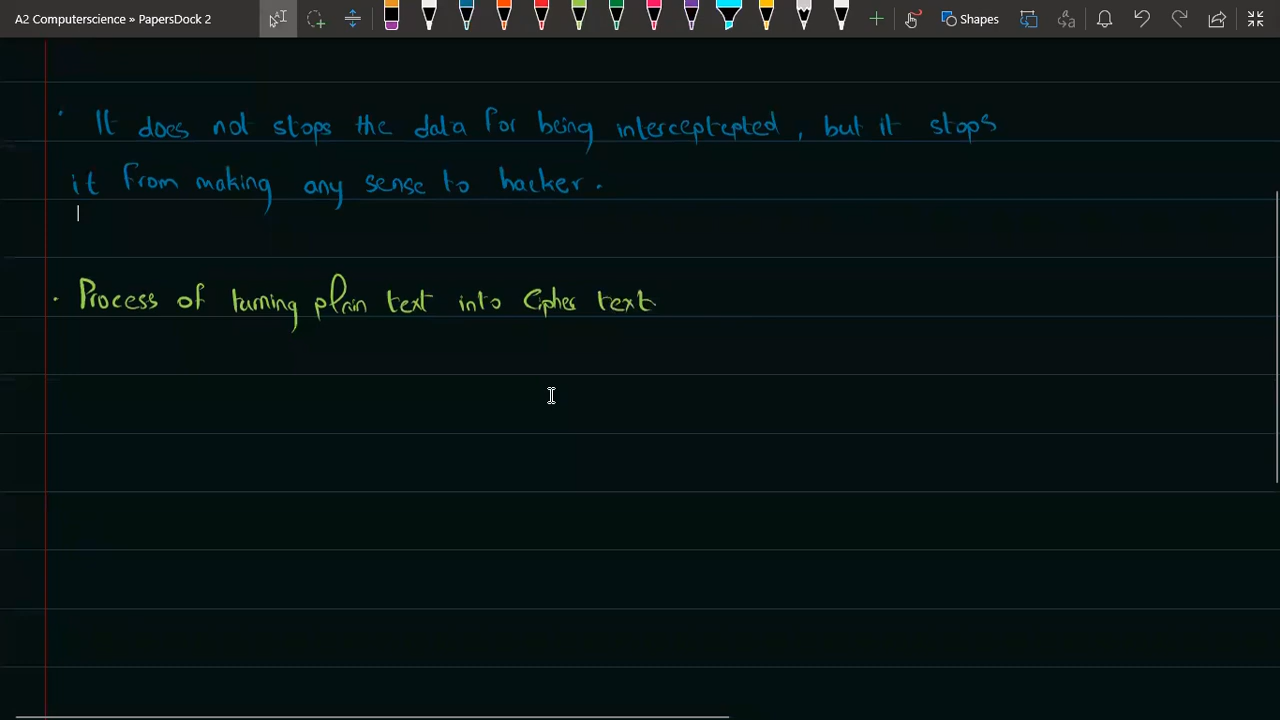 A2 Computerscience » PapersDock 2
Shapes
· It does not stops the data for being interceptepted, but it stops
it from making any sense to hacker.
· Process of turning plain text into Cipher text